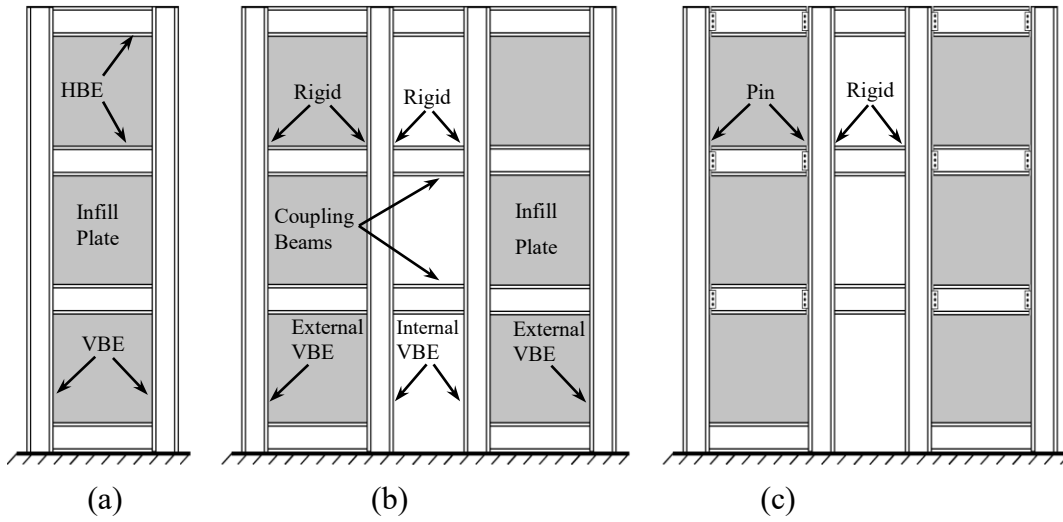 HBE
Infill
Plate
VBE
(a)
Rigid
Rigid
Coupling
Beams
Infill
Plate
External
VBE
Internal
VBE
External
VBE
(b)
Pin
Rigid
(c)